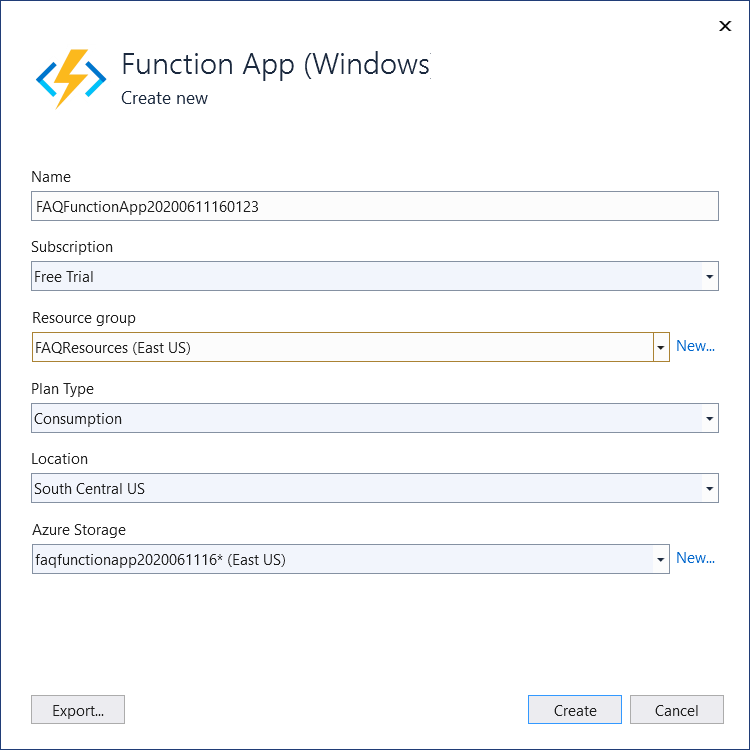 Function App (Windows
Create new
Name
FAQFunctionApp20200611160123
Subscription
Free Trial
Resource group
FAQResources (East US)
New...
Plan Type
Consumption
Location
South Central US
Azure Storage
faqfunctionapp2020061116* (East US)
New...
Export...
Create
Cancel